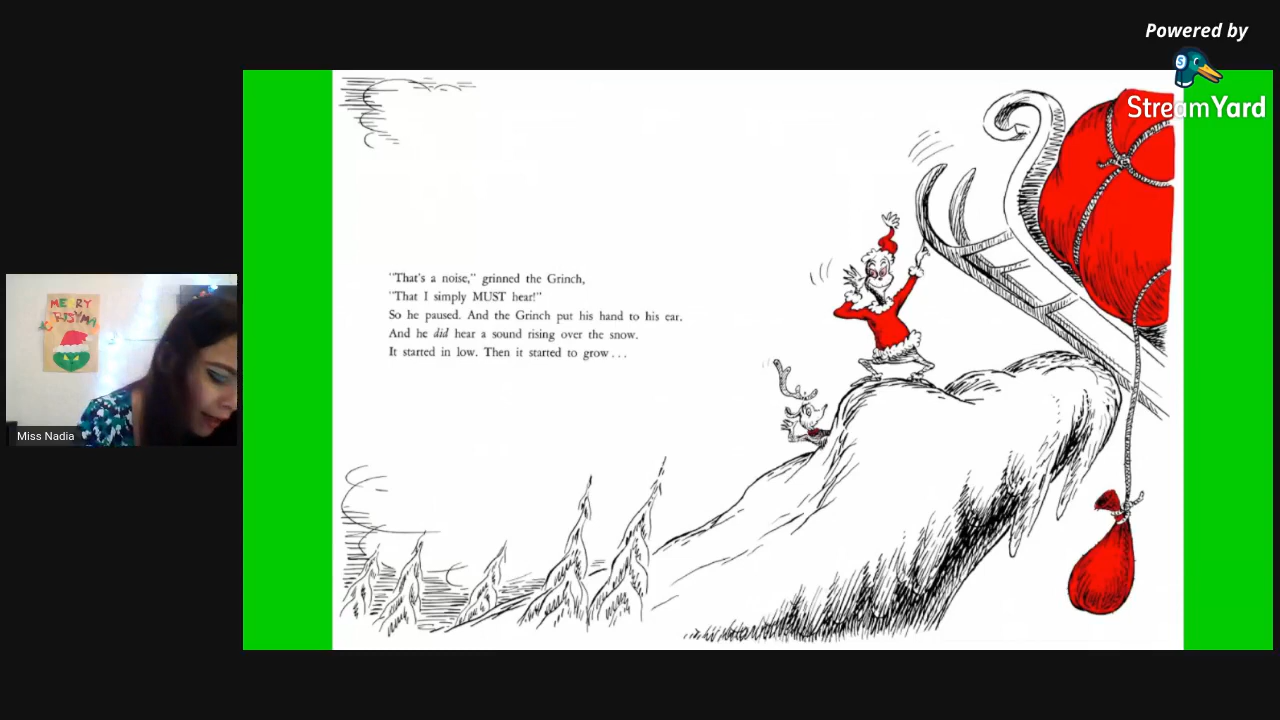 Powered by
StreamYard
"That's a noise," grinned the Grinch,
"That I simply MUST hear!"
So he paused. And the Grinch put his hand to his ear.
And he did hear a sound rising over the snow.
It started in low. Then it started to grow . . .
MERRY
Miss Nadia